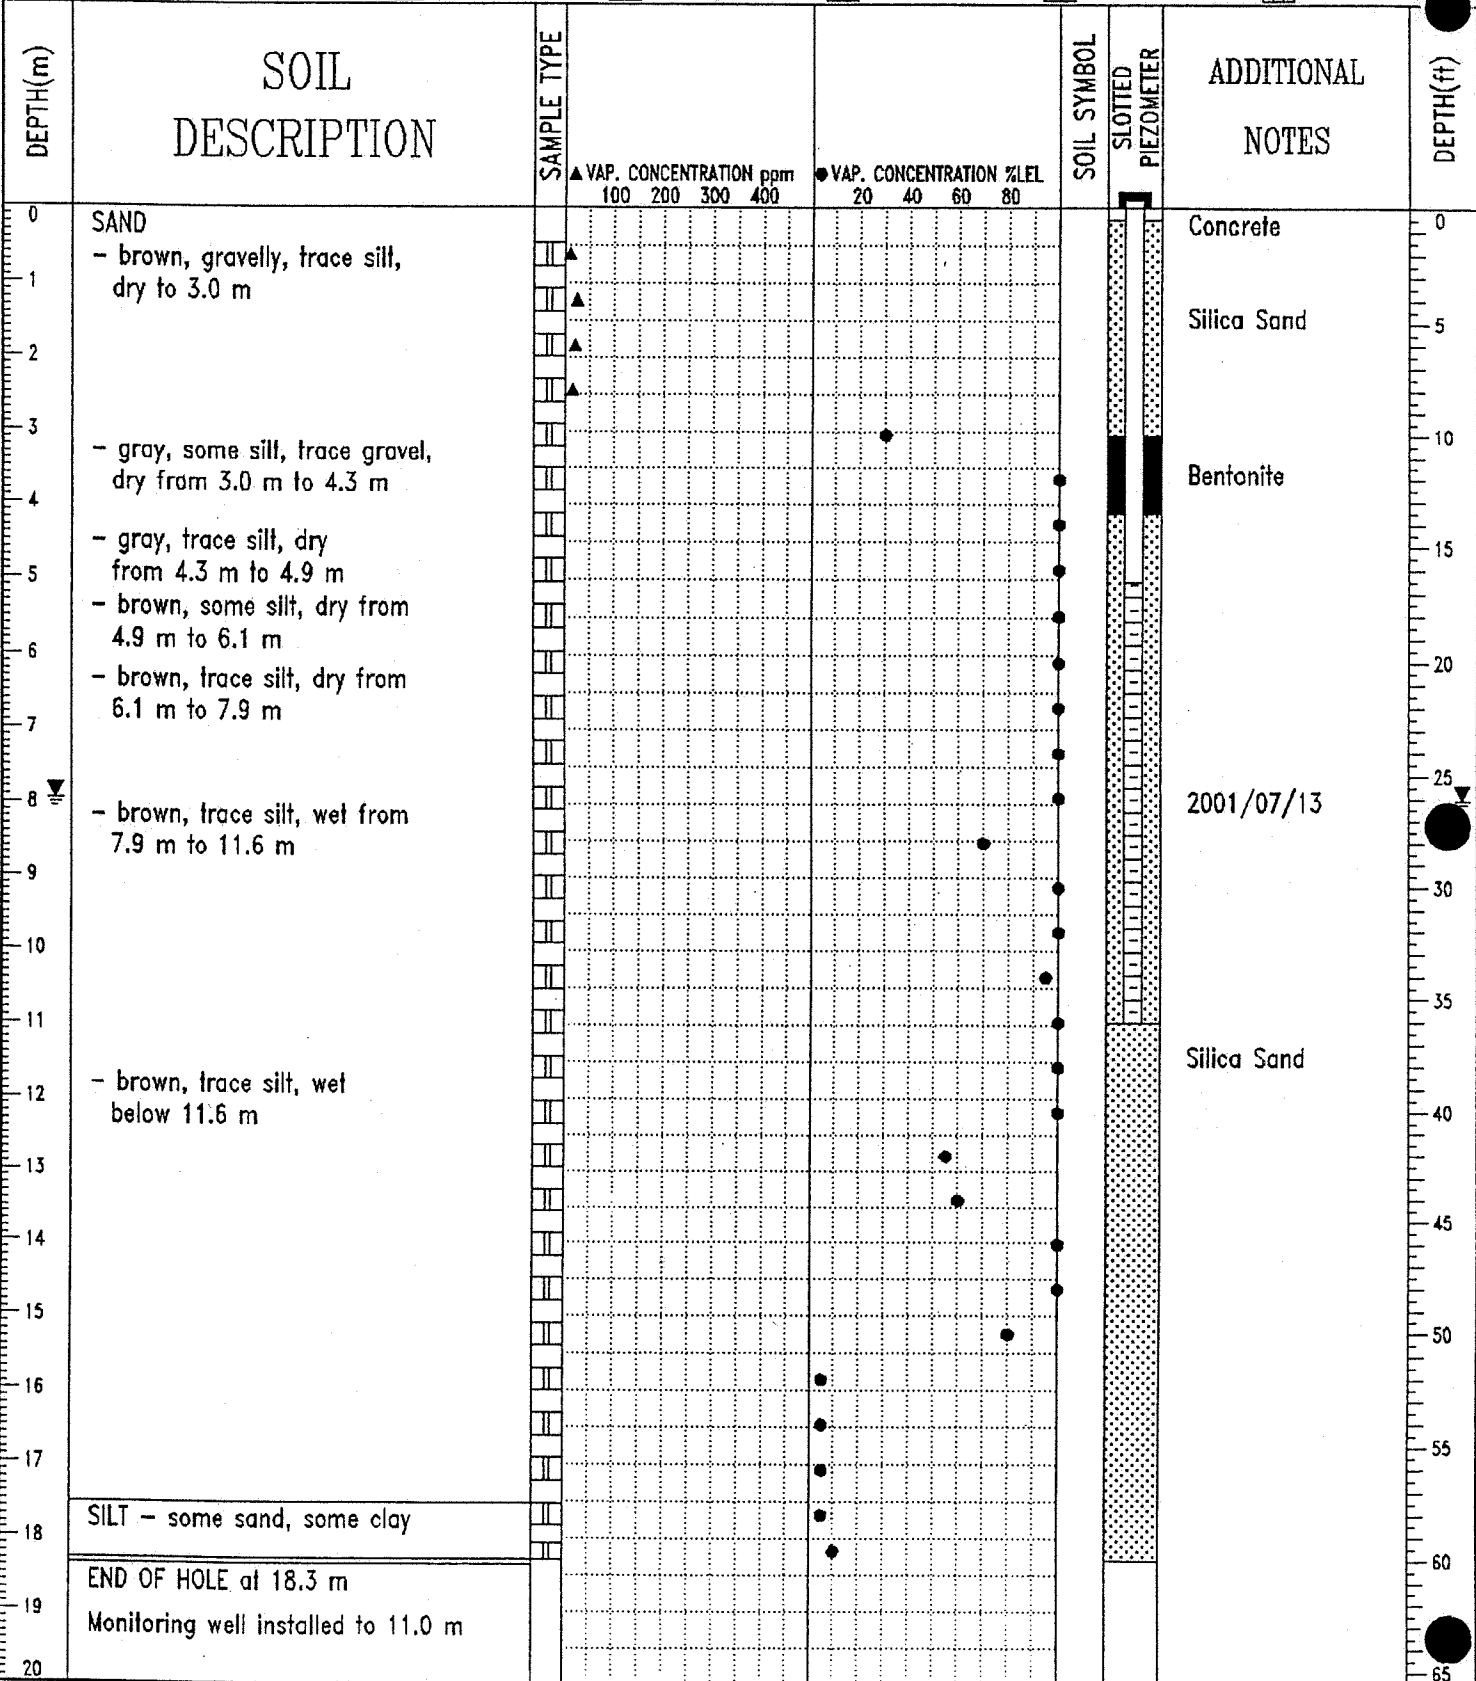 DEPTH(m)
SOIL
DESCRIPTION
SAMPLE TYPE
▲ VAP. CONCENTRATION ppm
100 200 300 400
● VAP. CONCENTRATION %LEL
20 40 60 80
SOIL SYMBOL
SLOTTED
PIEZOMETER
ADDITIONAL
NOTES
DEPTH(ft)
0
1
2
3
4
5
6
7
8
9
10
11
12
13
14
15
16
17
18
19
20
SAND
- brown, gravelly, trace silt,
dry to 3.0 m
- gray, some silt, trace gravel,
dry from 3.0 m to 4.3 m
- gray, trace silt, dry
from 4.3 m to 4.9 m
- brown, some silt, dry from
4.9 m to 6.1 m
- brown, trace silt, dry from
6.1 m to 7.9 m
- brown, trace silt, wet from
7.9 m to 11.6 m
- brown, trace silt, wet
below 11.6 m
SILT - some sand, some clay
END OF HOLE at 18.3 m
Monitoring well installed to 11.0 m
Concrete
Silica Sand
Bentonite
2001/07/13
Silica Sand
0
5
10
15
20
25
30
35
40
45
50
55
60
65